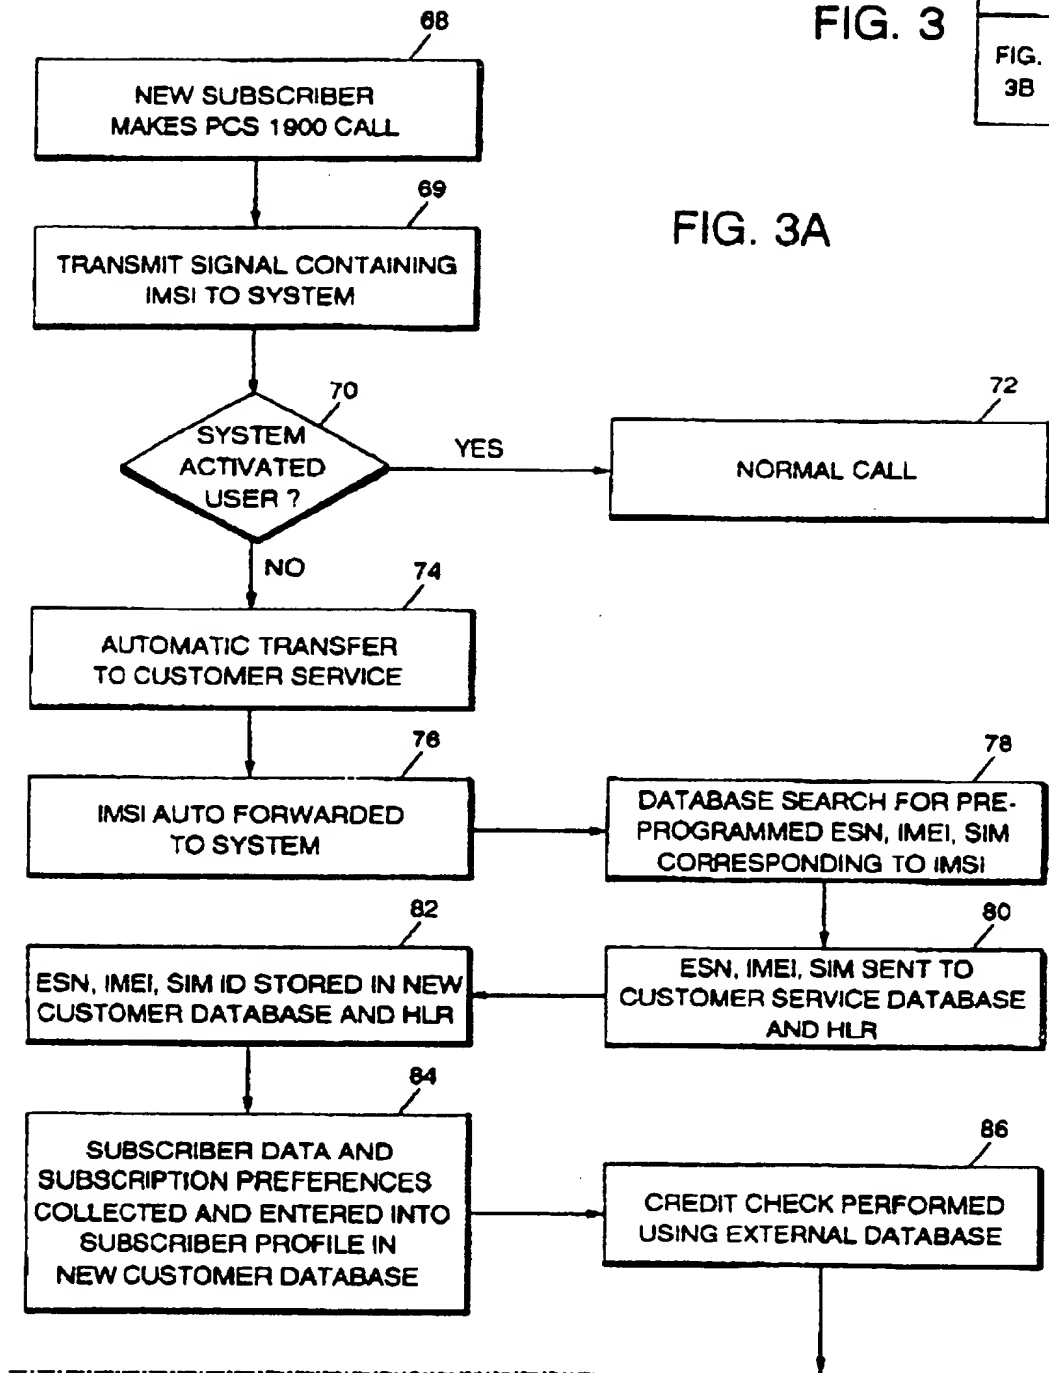 FIG. 3
FIG.
3B
68
NEW SUBSCRIBER
MAKES PCS 1900 CALL
69
FIG. 3A
TRANSMIT SIGNAL CONTAINING
IMSI TO SYSTEM
70
SYSTEM
ACTIVATED
USER ?
YES
72
NORMAL CALL
NO
74
AUTOMATIC TRANSFER
TO CUSTOMER SERVICE
76
IMSI AUTO FORWARDED
TO SYSTEM
78
DATABASE SEARCH FOR PRE-
PROGRAMMED ESN, IMEI, SIM
CORRESPONDING TO IMSI
80
ESN, IMEI, SIM SENT TO
CUSTOMER SERVICE DATABASE
AND HLR
82
ESN, IMEI, SIM ID STORED IN NEW
CUSTOMER DATABASE AND HLR
84
SUBSCRIBER DATA AND
SUBSCRIPTION PREFERENCES
COLLECTED AND ENTERED INTO
SUBSCRIBER PROFILE IN
NEW CUSTOMER DATABASE
86
CREDIT CHECK PERFORMED
USING EXTERNAL DATABASE